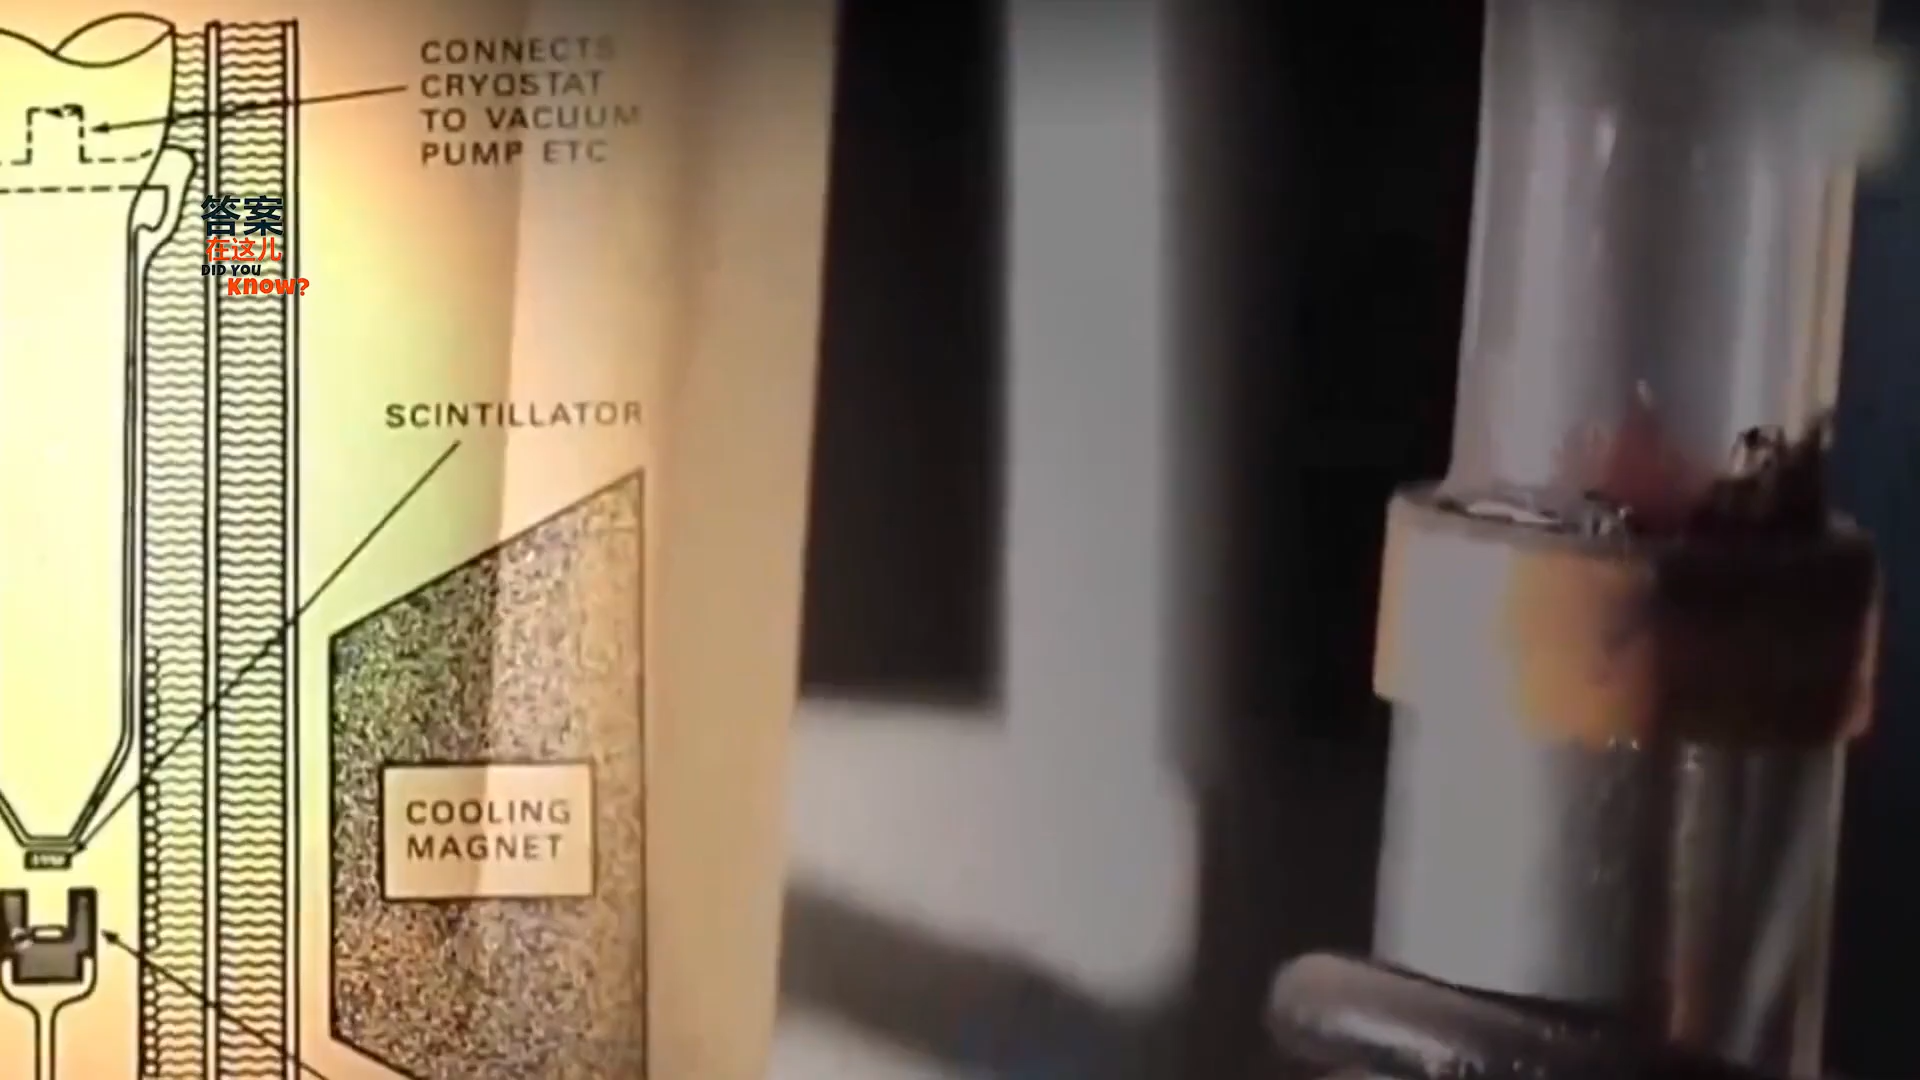 CONNECTS
CRYOSTAT
TO VACUUM
PUMP ETC
答案
在这儿
DID YOU
Know?
SCINTILLATOR
COOLING
MAGNET